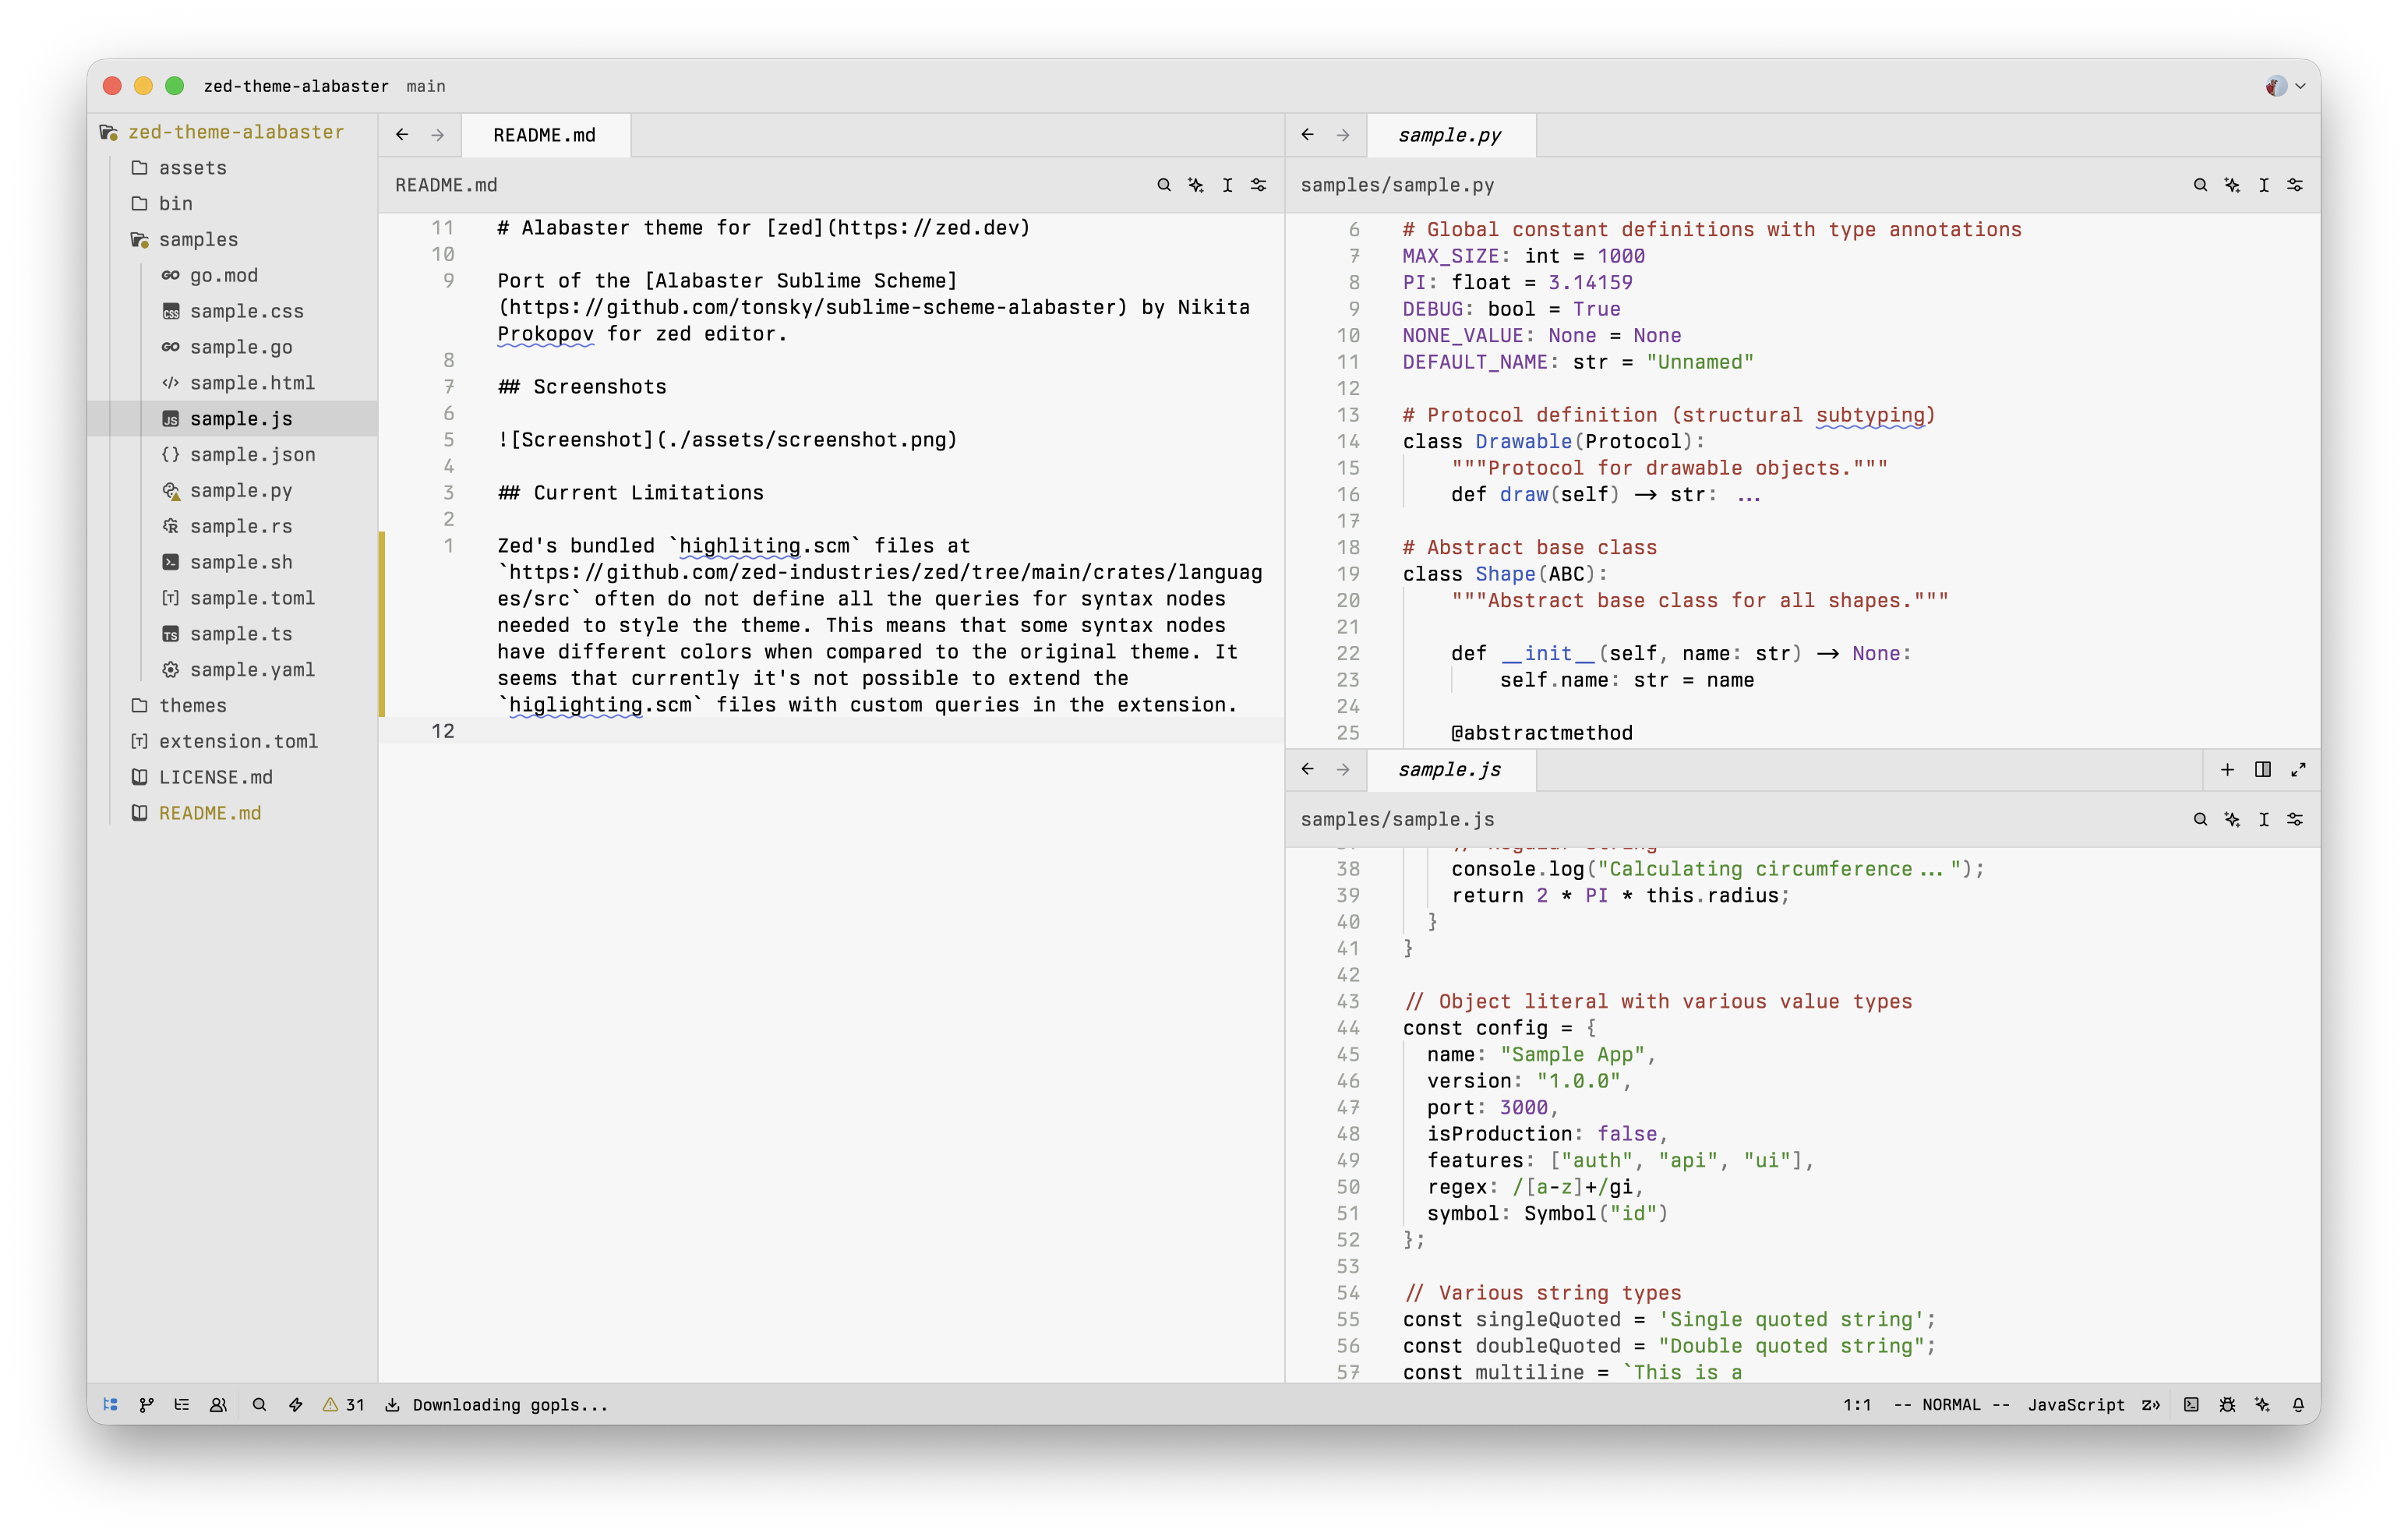 zed-theme-alabaster main
zed-theme-alabaster
assets
bin
samples
go.mod
sample.css
sample.go
sample.html
sample.js
sample.json
sample.py
sample.rs
sample.sh
sample.toml
sample.ts
sample.yaml
themes
extension.toml
LICENSE.md
README.md
README.md
README.md
11 # Alabaster theme for [zed](https://zed.dev)
10
9 Port of the [Alabaster Sublime Scheme]
(https://github.com/tonsky/sublime-scheme-alabaster) by Nikita
Prokopov for zed editor.
8
7 ## Screenshots
6
5 ![Screenshot](./assets/screenshot.png)
4
3 ## Current Limitations
2
1 Zed's bundled `highliting.scm` files at
`https://github.com/zed-industries/zed/tree/main/crates/languag
es/src` often do not define all the queries for syntax nodes
needed to style the theme. This means that some syntax nodes
have different colors when compared to the original theme. It
seems that currently it's not possible to extend the
`higlighting.scm` files with custom queries in the extension.
12
sample.py
samples/sample.py
6 # Global constant definitions with type annotations
7 MAX_SIZE: int = 1000
8 PI: float = 3.14159
9 DEBUG: bool = True
10 NONE_VALUE: None = None
11 DEFAULT_NAME: str = "Unnamed"
12
13 # Protocol definition (structural subtyping)
14 class Drawable(Protocol):
15 """Protocol for drawable objects."""
16 def draw(self) -> str: ...
17
18 # Abstract base class
19 class Shape(ABC):
20 """Abstract base class for all shapes."""
21
22 def __init__(self, name: str) -> None:
23 self.name: str = name
24
25 @abstractmethod
sample.js
samples/sample.js
38 console.log("Calculating circumference...");
39 return 2 * PI * this.radius;
40 }
41 }
42
43 // Object literal with various value types
44 const config = {
45 name: "Sample App",
46 version: "1.0.0",
47 port: 3000,
48 isProduction: false,
49 features: ["auth", "api", "ui"],
50 regex: /[a-z]+/gi,
51 symbol: Symbol("id")
52 };
53
54 // Various string types
55 const singleQuoted = 'Single quoted string';
56 const doubleQuoted = "Double quoted string";
57 const multiline = `This is a
31 Downloading gopls...
1:1 -- NORMAL -- JavaScript